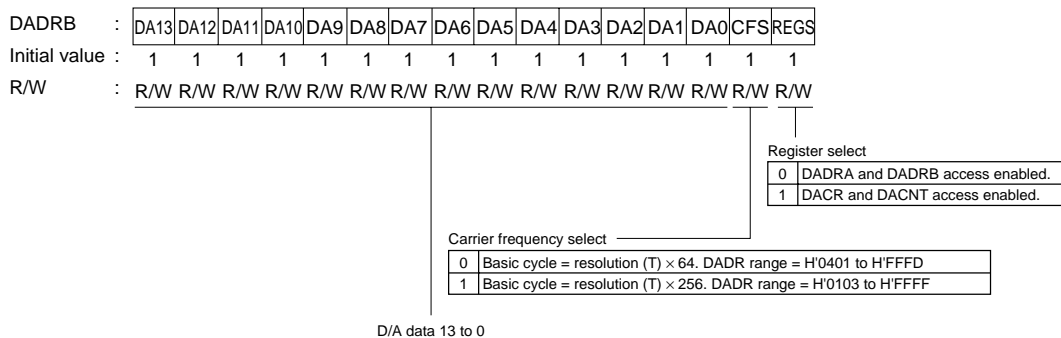 DADRB : DA13 DA12 DA11 DA10 DA9 DA8 DA7 DA6 DA5 DA4 DA3 DA2 DA1 DA0 CFS REGS
Initial value : 1 1 1 1 1 1 1 1 1 1 1 1 1 1 1 1
R/W : R/W R/W R/W R/W R/W R/W R/W R/W R/W R/W R/W R/W R/W R/W R/W R/W
Register select
0 DADRA and DADRB access enabled.
1 DACR and DACNT access enabled.
Carrier frequency select
0 Basic cycle = resolution (T) × 64. DADR range = H'0401 to H'FFFD
1 Basic cycle = resolution (T) × 256. DADR range = H'0103 to H'FFFF
D/A data 13 to 0